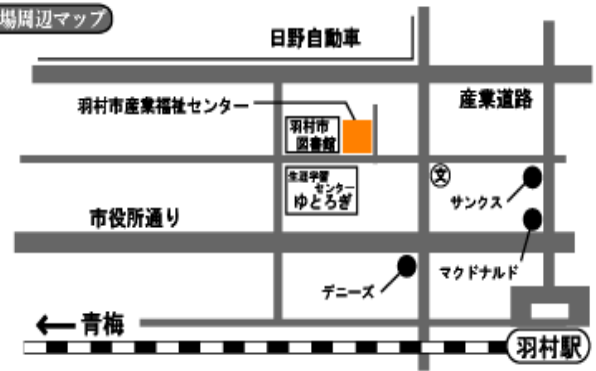 場周辺マップ
日野自動車
産業道路
羽村市産業福祉センター
羽村市
図書館
文
サンクス
生涯学習
センター
ゆとろぎ
市役所通り
マクドナルド
デニーズ
←青梅
羽村駅